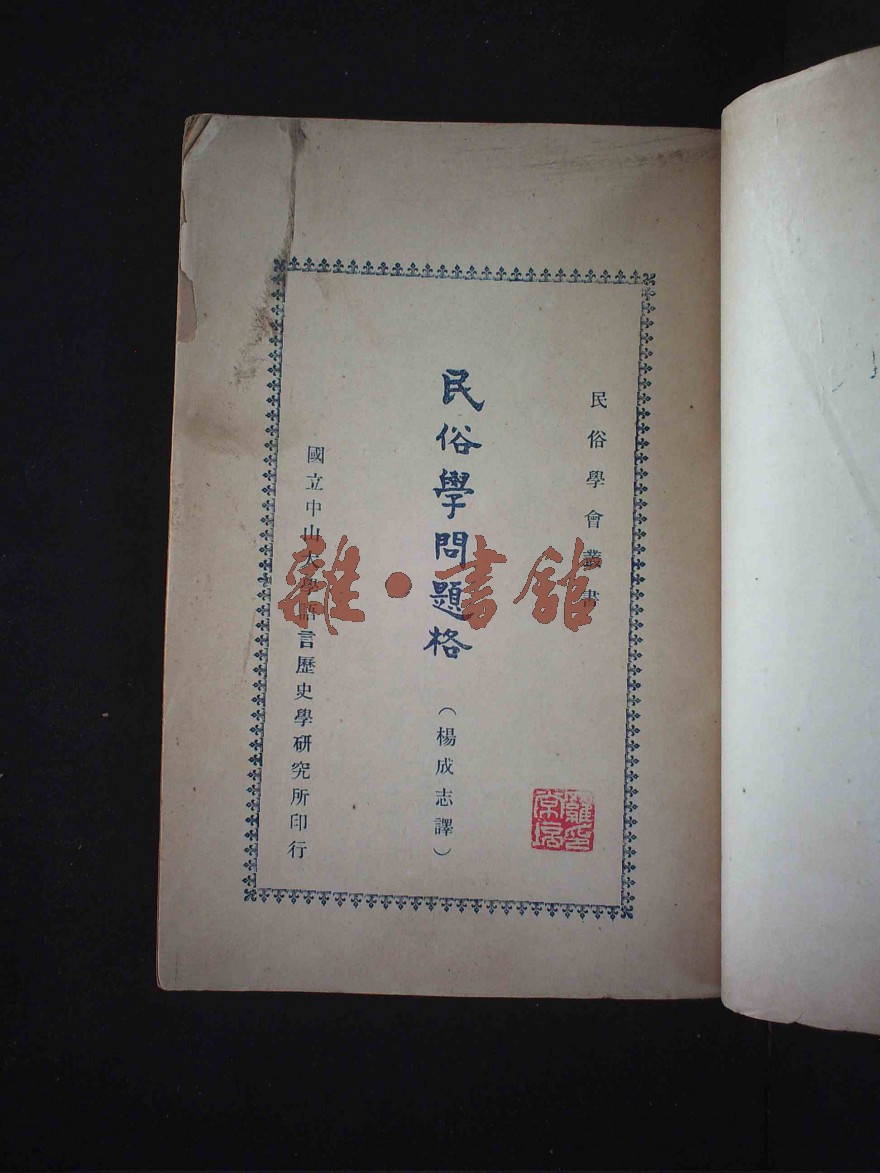 民俗學會叢書
民俗學問題格
（楊成志譯）
國立中山大學語言歷史學研究所印行
雜·書館